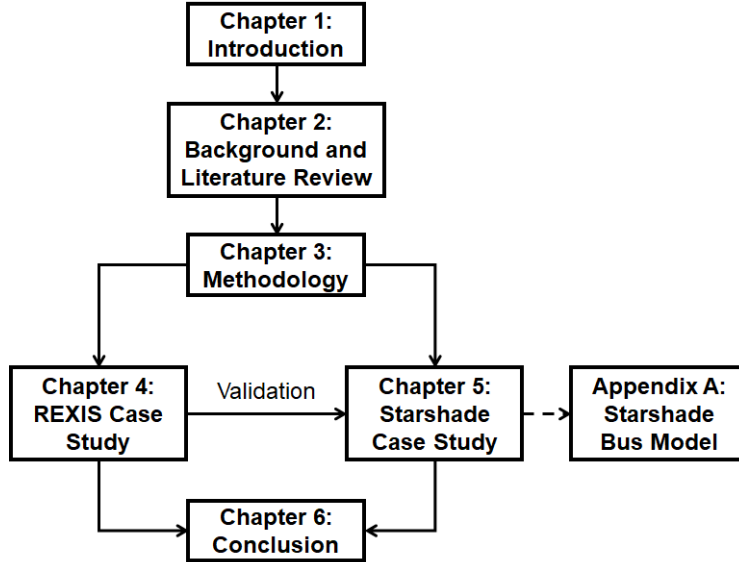 Chapter 1:
Introduction
Chapter 2:
Background and
Literature Review
Chapter 3:
Methodology
Chapter 4:
REXIS Case
Study
Validation
Chapter 5:
Starshade
Case Study
Appendix A:
Starshade
Bus Model
Chapter 6:
Conclusion